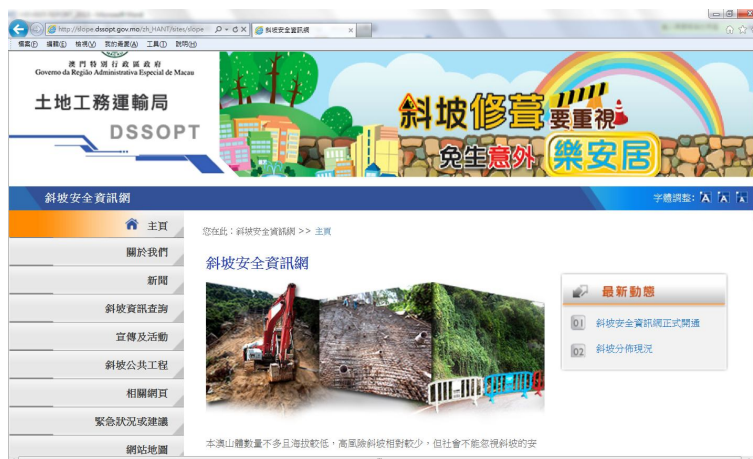 http://slope.dssopt.gov.mo/zh_HANT/sites/slope
斜坡安全資訊網
檔案(F) 編輯(E) 檢視(V) 我的最愛(A) 工具(T) 說明(H)
澳門特別行政區政府
Governo da Região Administrativa Especial de Macau
土地工務運輸局
DSSOPT
斜坡修葺要重視
免生意外 樂安居
斜坡安全資訊網
字體調整: A A A
主頁
關於我們
新聞
斜坡資訊查詢
宣傳及活動
斜坡公共工程
相關網頁
緊急狀況或建議
網站地圖
您在此：斜坡安全資訊網 >> 主頁
斜坡安全資訊網
最新動態
01 斜坡安全資訊網正式開通
02 斜坡分佈現況
本澳山體數量不多且海拔較低，高風險斜坡相對較少，但社會不能忽視斜坡的安